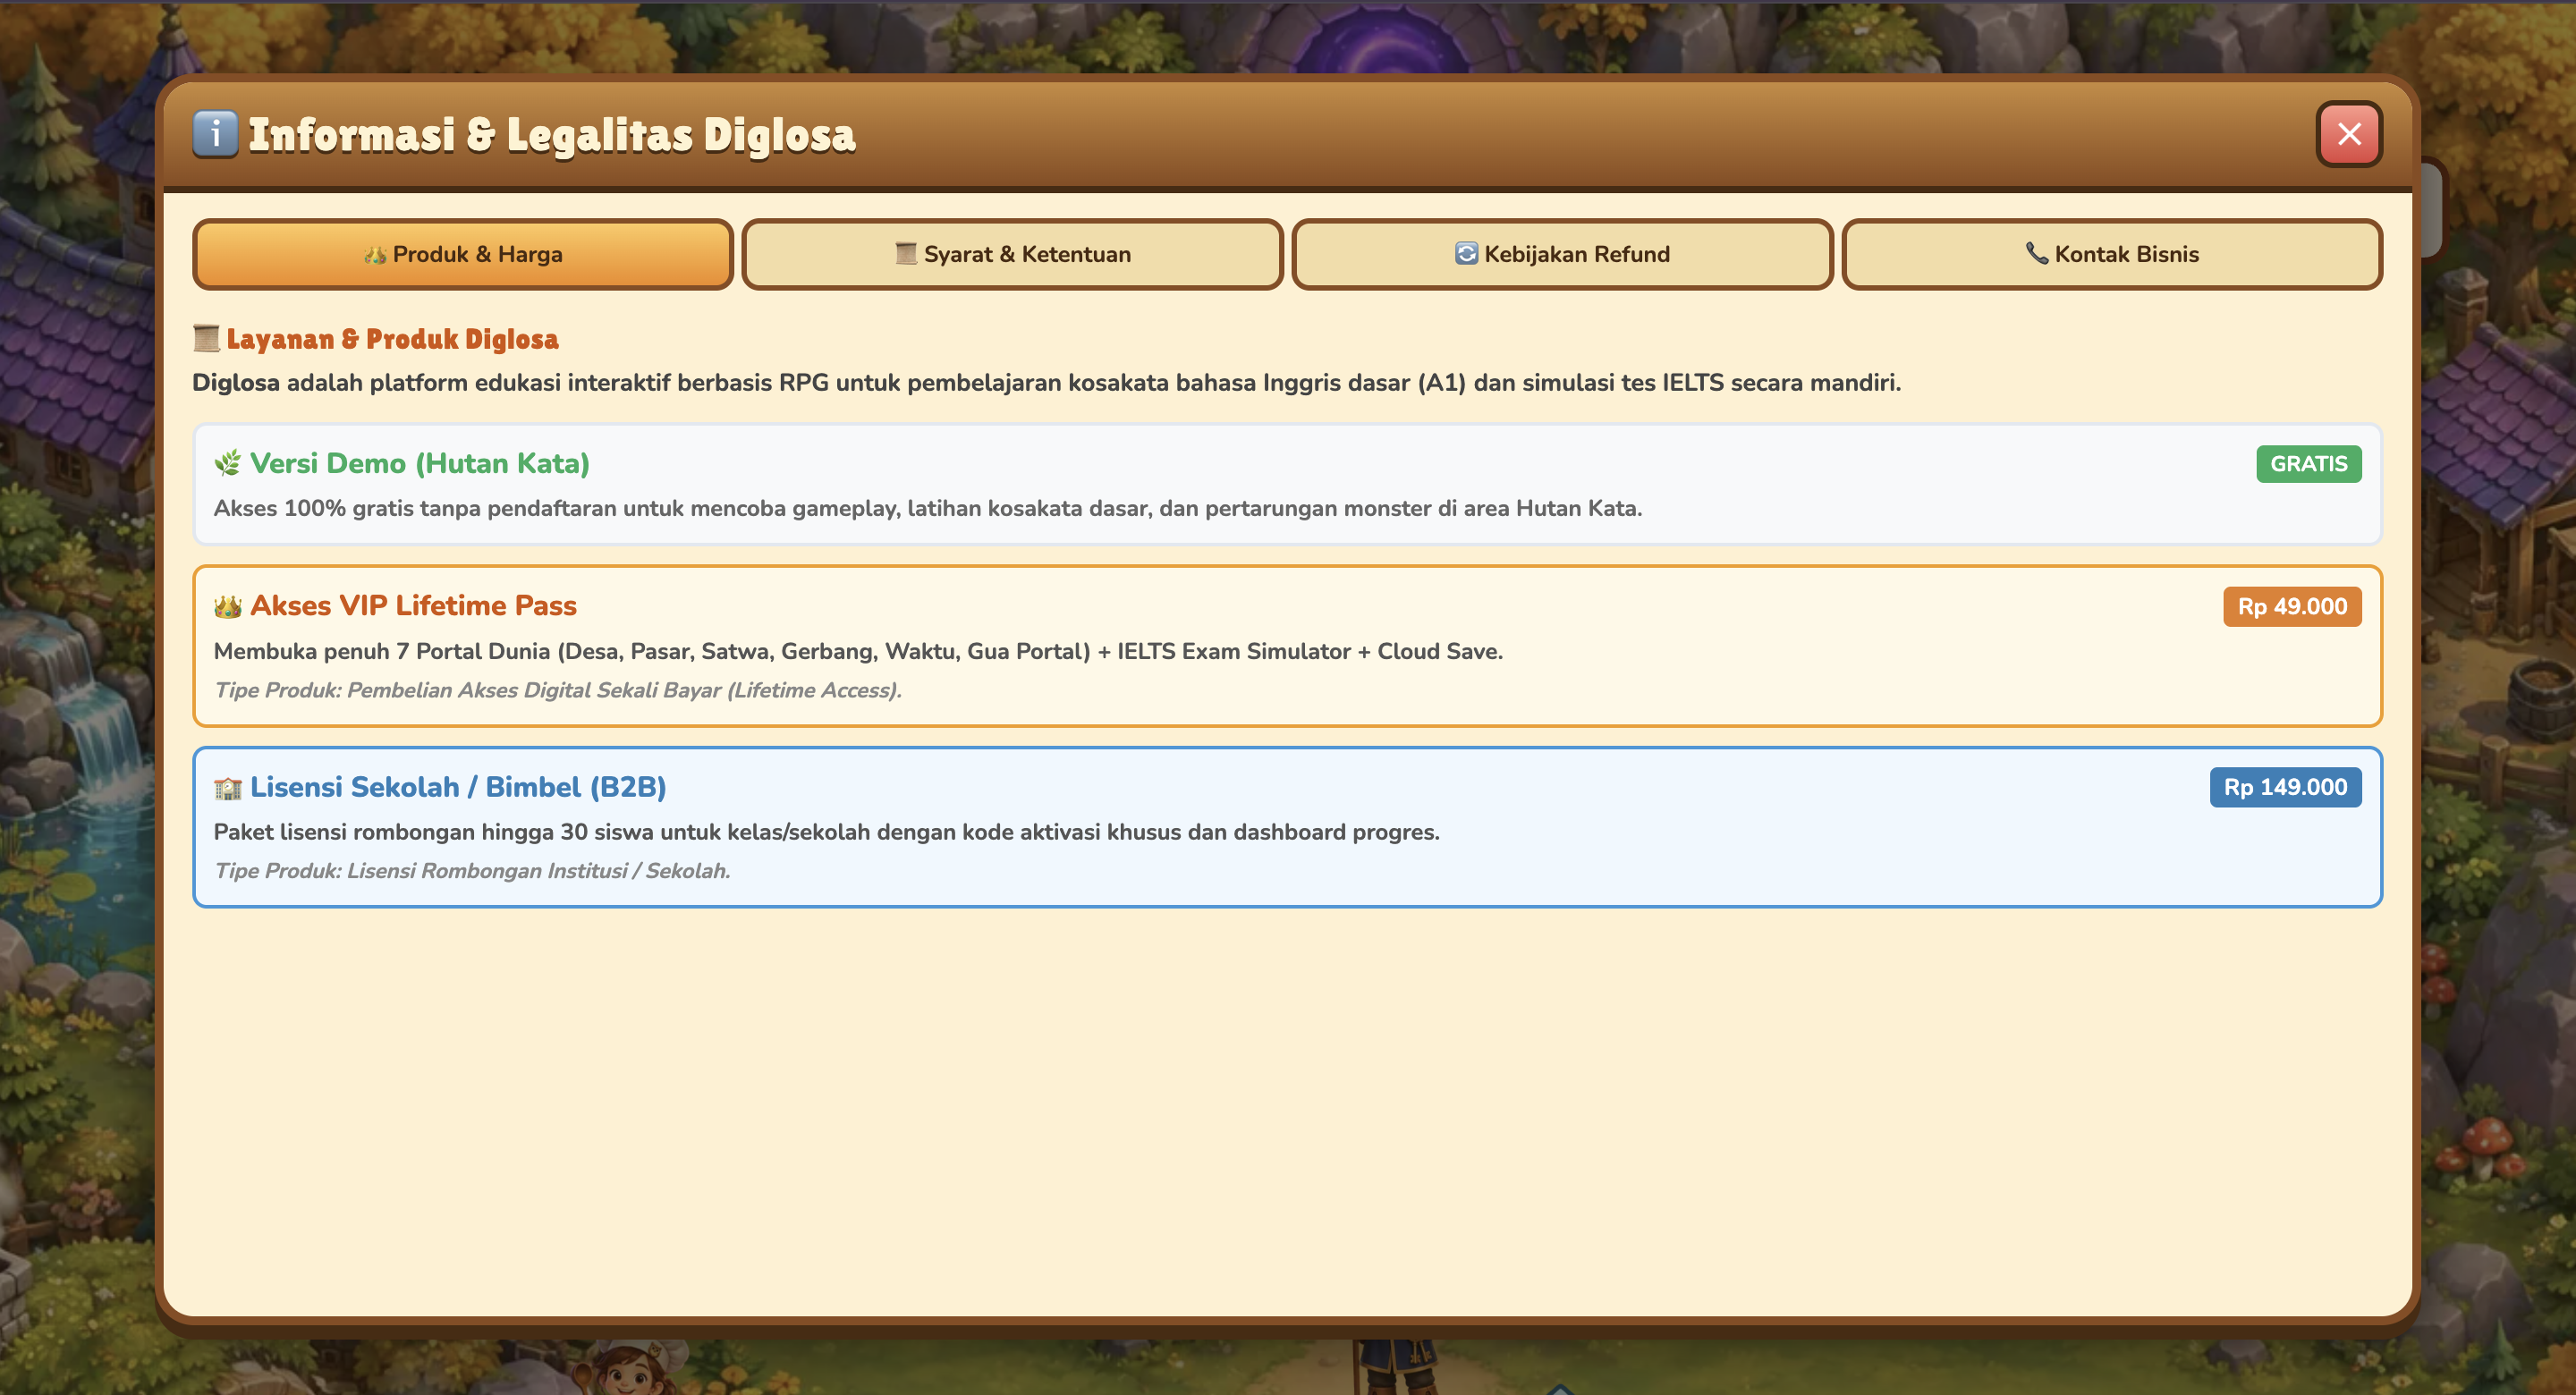 Informasi & Legalitas Diglosa
Produk & Harga
Syarat & Ketentuan
Kebijakan Refund
Kontak Bisnis
Layanan & Produk Diglosa
Diglosa adalah platform edukasi interaktif berbasis RPG untuk pembelajaran kosakata bahasa Inggris dasar (A1) dan simulasi tes IELTS secara mandiri.
Versi Demo (Hutan Kata)
GRATIS
Akses 100% gratis tanpa pendaftaran untuk mencoba gameplay, latihan kosakata dasar, dan pertarungan monster di area Hutan Kata.
Akses VIP Lifetime Pass
Rp 49.000
Membuka penuh 7 Portal Dunia (Desa, Pasar, Satwa, Gerbang, Waktu, Gua Portal) + IELTS Exam Simulator + Cloud Save.
Tipe Produk: Pembelian Akses Digital Sekali Bayar (Lifetime Access).
Lisensi Sekolah / Bimbel (B2B)
Rp 149.000
Paket lisensi rombongan hingga 30 siswa untuk kelas/sekolah dengan kode aktivasi khusus dan dashboard progres.
Tipe Produk: Lisensi Rombongan Institusi / Sekolah.